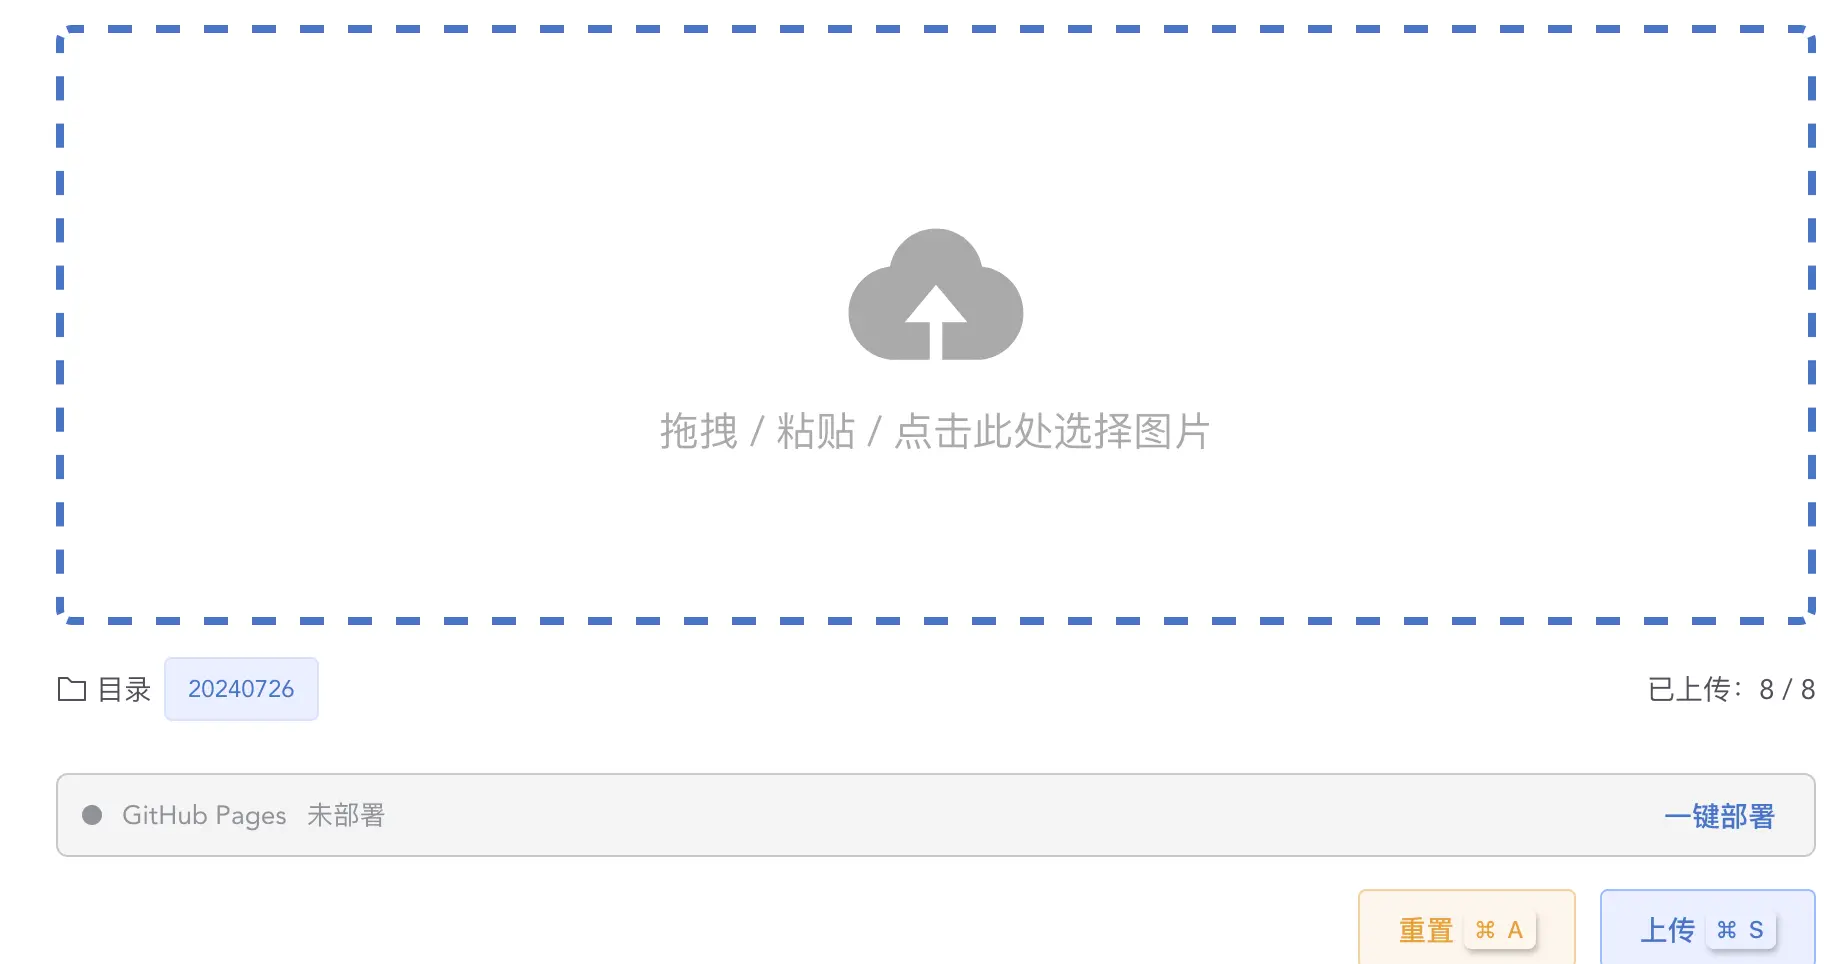 拖拽 / 粘贴 / 点击此处选择图片
目录 20240726 已上传：8 / 8
GitHub Pages 未部署 一键部署
重置 ⌘ A 上传 ⌘ S